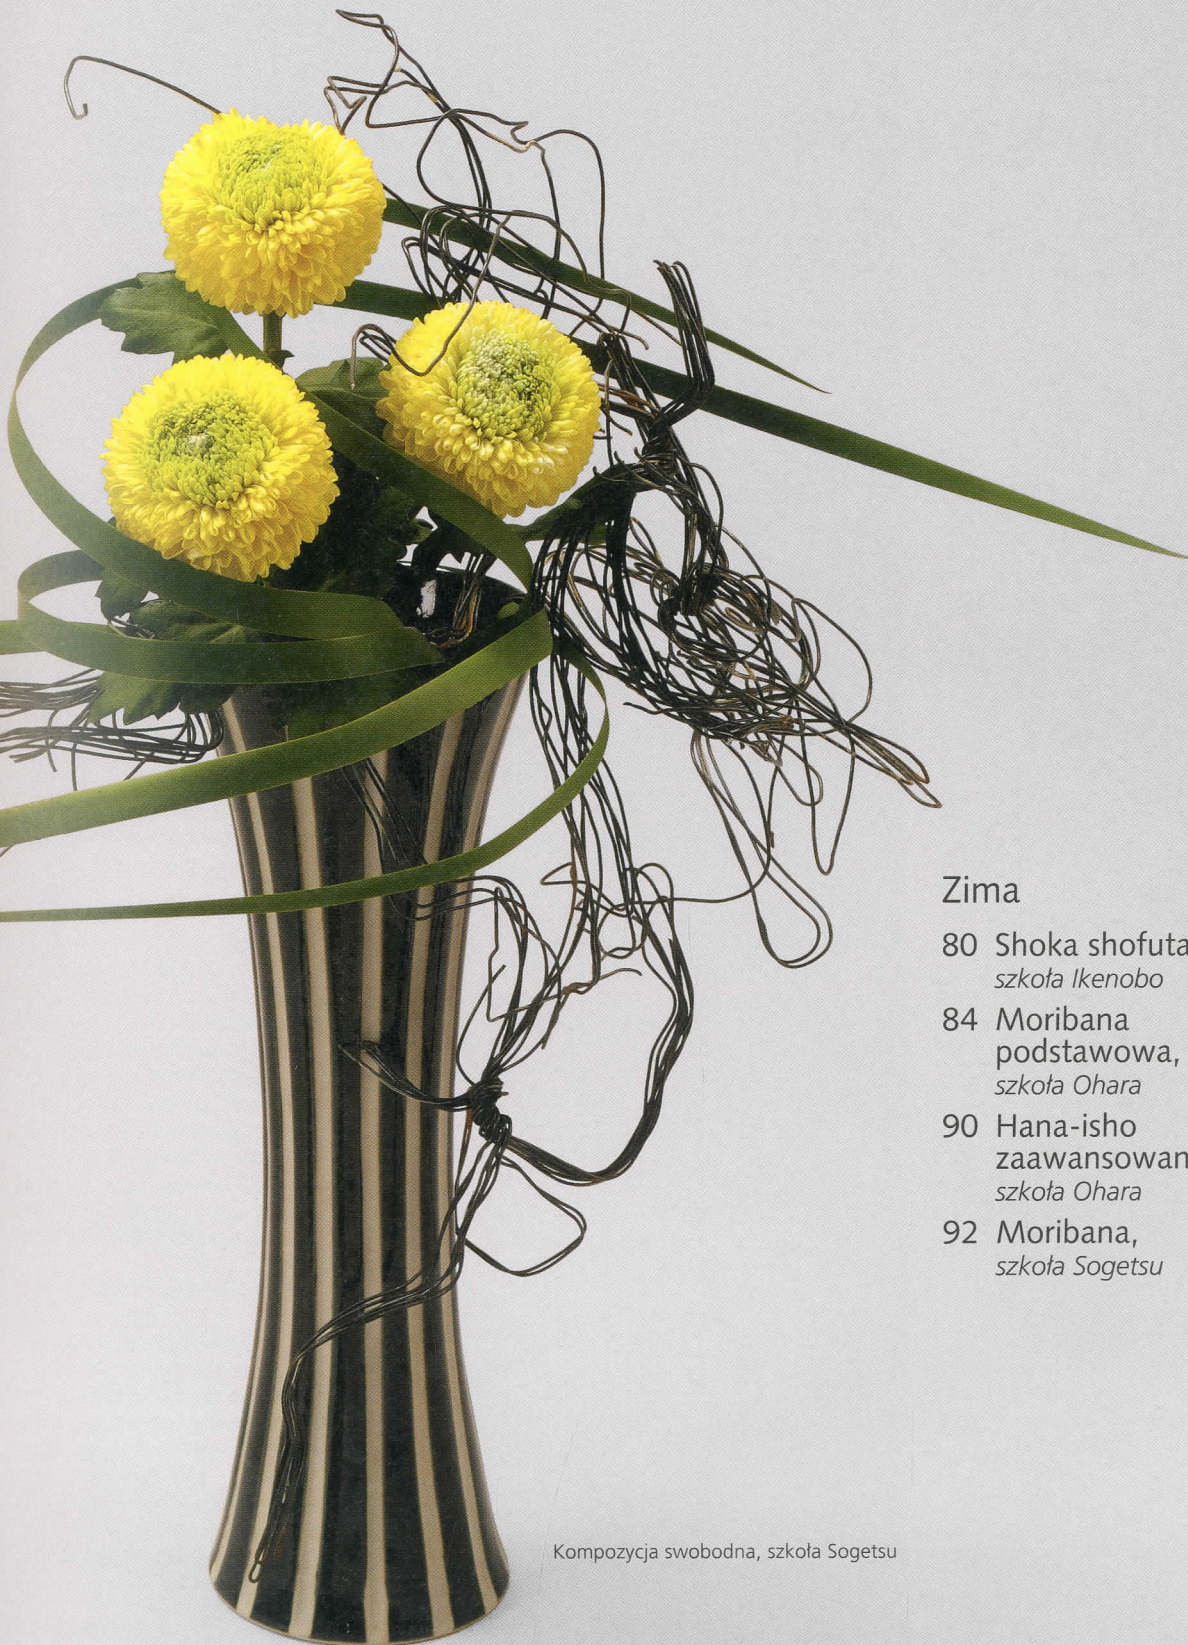 Zima
80 Shoka shofuta
szkoła Ikenobo
84 Moribana
podstawowa,
szkoła Ohara
90 Hana-isho
zaawansowan
szkoła Ohara
92 Moribana,
szkoła Sogetsu
Kompozycja swobodna, szkoła Sogetsu